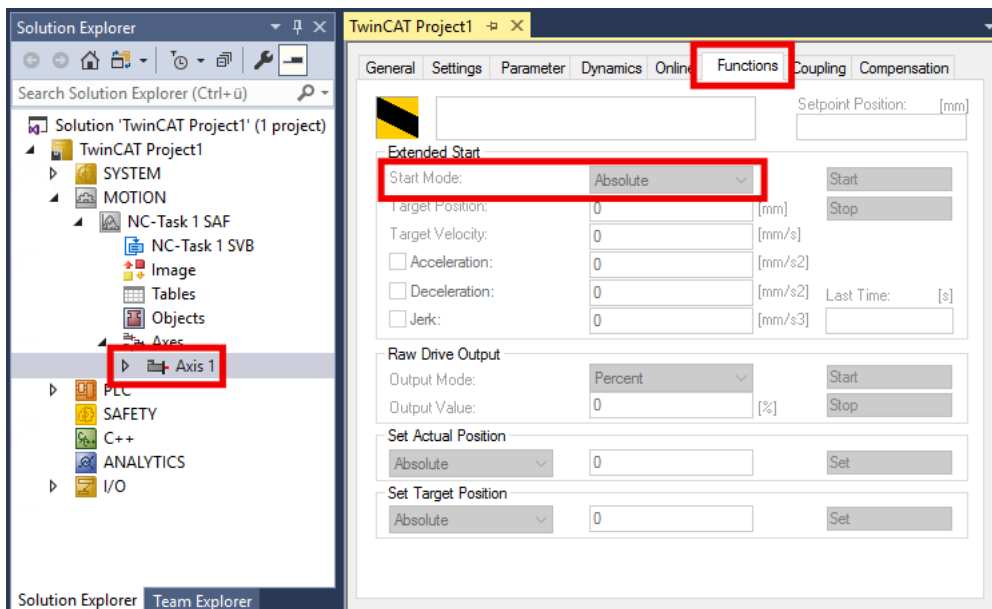 Solution Explorer
Search Solution Explorer (Ctrl+ü)
Solution 'TwinCAT Project1' (1 project)
TwinCAT Project1
SYSTEM
MOTION
NC-Task 1 SAF
NC-Task 1 SVB
Image
Tables
Objects
Axes
Axis 1
PLC
SAFETY
C++
ANALYTICS
I/O
Solution Explorer Team Explorer
TwinCAT Project1
General Settings Parameter Dynamics Online Functions Coupling Compensation
Setpoint Position: [mm]
Extended Start
Start Mode: Absolute Start
Target Position: 0 [mm] Stop
Target Velocity: 0 [mm/s]
Acceleration: 0 [mm/s2]
Deceleration: 0 [mm/s2] Last Time: [s]
Jerk: 0 [mm/s3]
Raw Drive Output
Output Mode: Percent Start
Output Value: 0 [%] Stop
Set Actual Position
Absolute 0 Set
Set Target Position
Absolute 0 Set